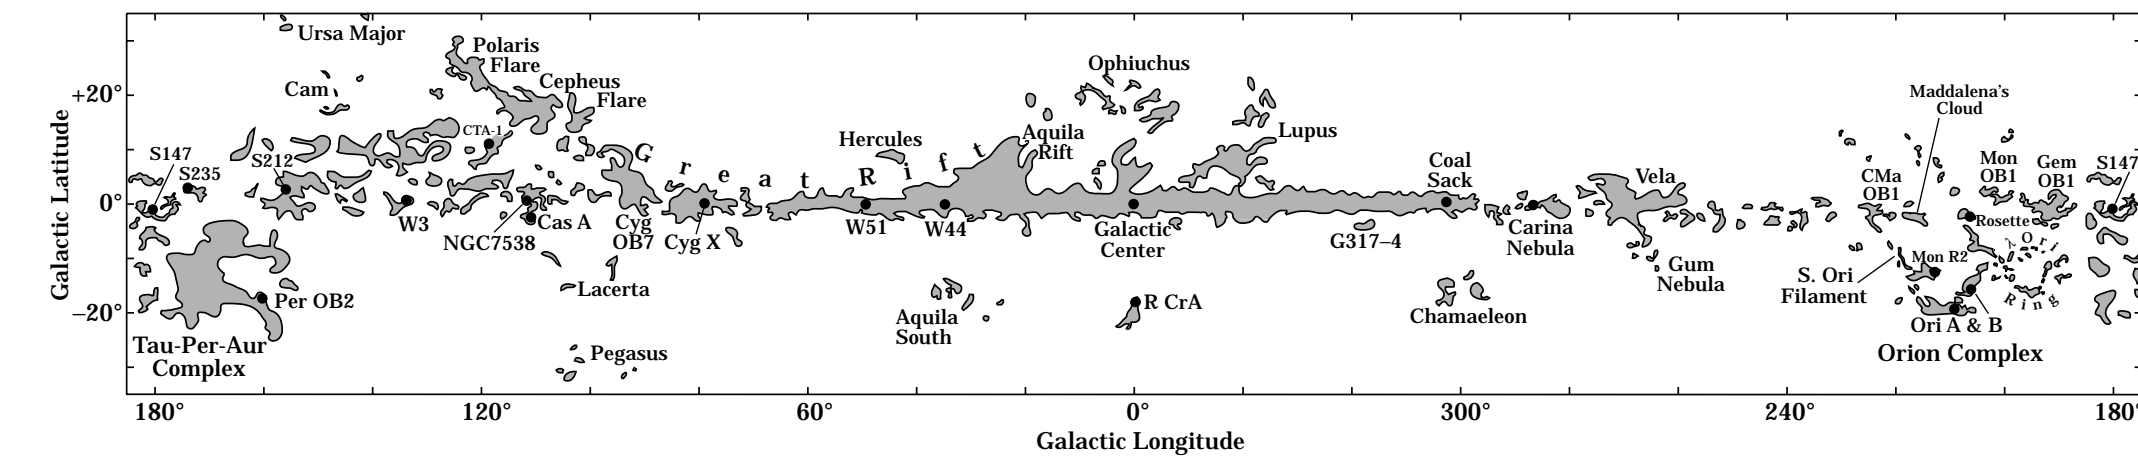 Ursa Major
Polaris
Flare
Cepheus
Flare
Cam
Ophiuchus
Maddalena's
Cloud
+20°
CTA-1
Hercules
Aquila
Rift
Lupus
S147
S235
S212
Great Rift
Coal
Sack
Vela
CMa
OB1
Mon
OB1
Gem
OB1
S147
0°
W3
NGC7538
Cas A
Cyg
OB7
Cyg X
W51
W44
Galactic
Center
G317–4
Carina
Nebula
Rosette
λ Ori
Ring
Mon R2
Gum
Nebula
S. Ori
Filament
Lacerta
Per OB2
Aquila
South
R CrA
Chamaeleon
Ori A & B
–20°
Tau-Per-Aur
Complex
Pegasus
Orion Complex
Galactic Latitude
180° 120° 60° 0° 300° 240° 180°
Galactic Longitude